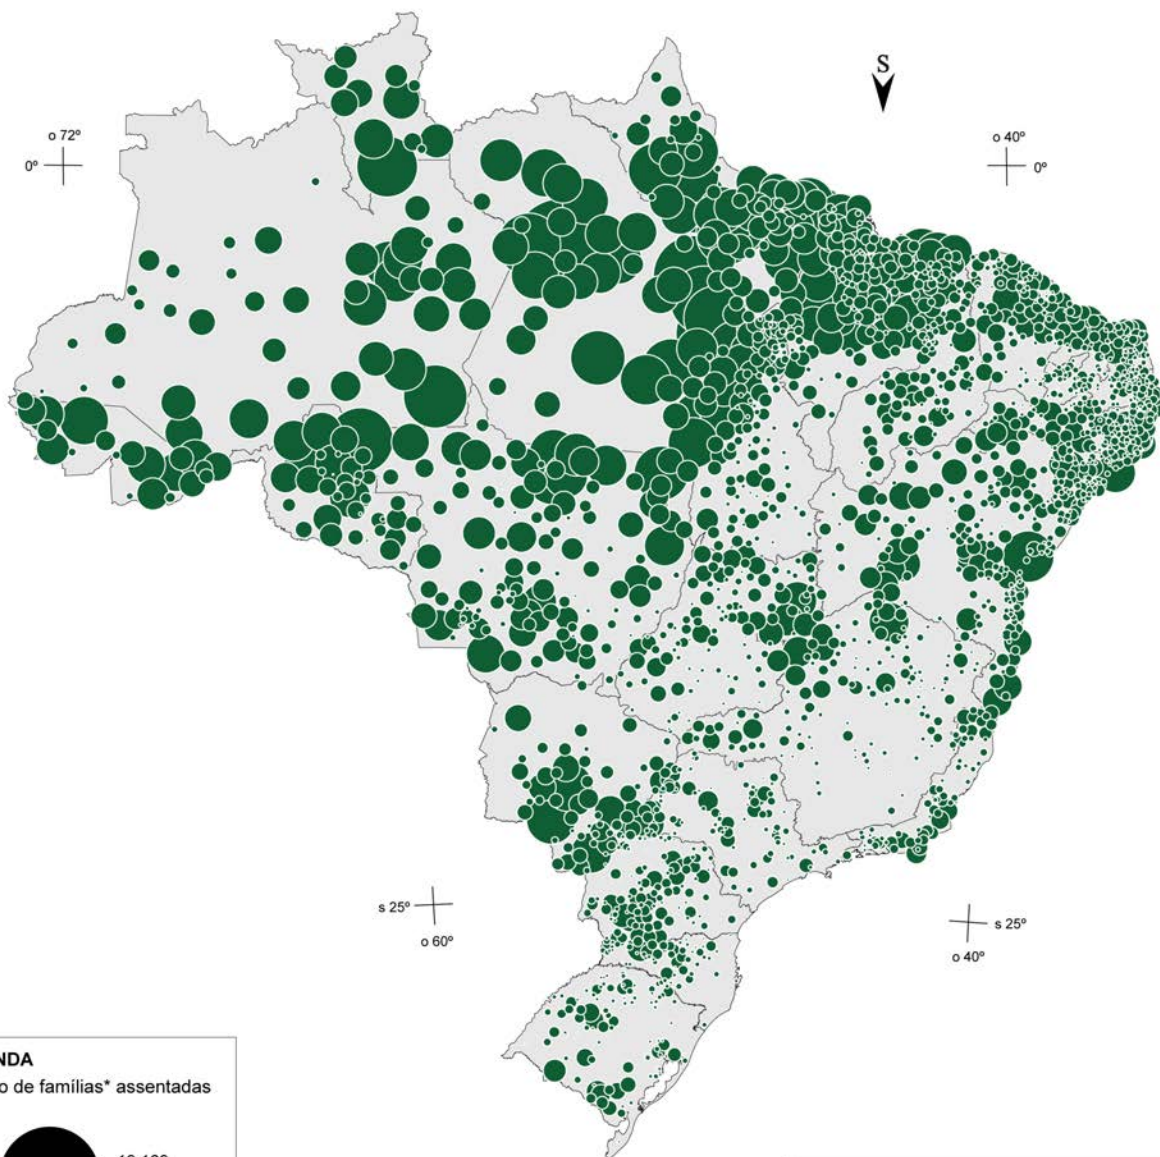 S
o 72º
0º
o 40º
0º
s 25º
o 60º
s 25º
o 40º
NDA
o de famílias* assentadas